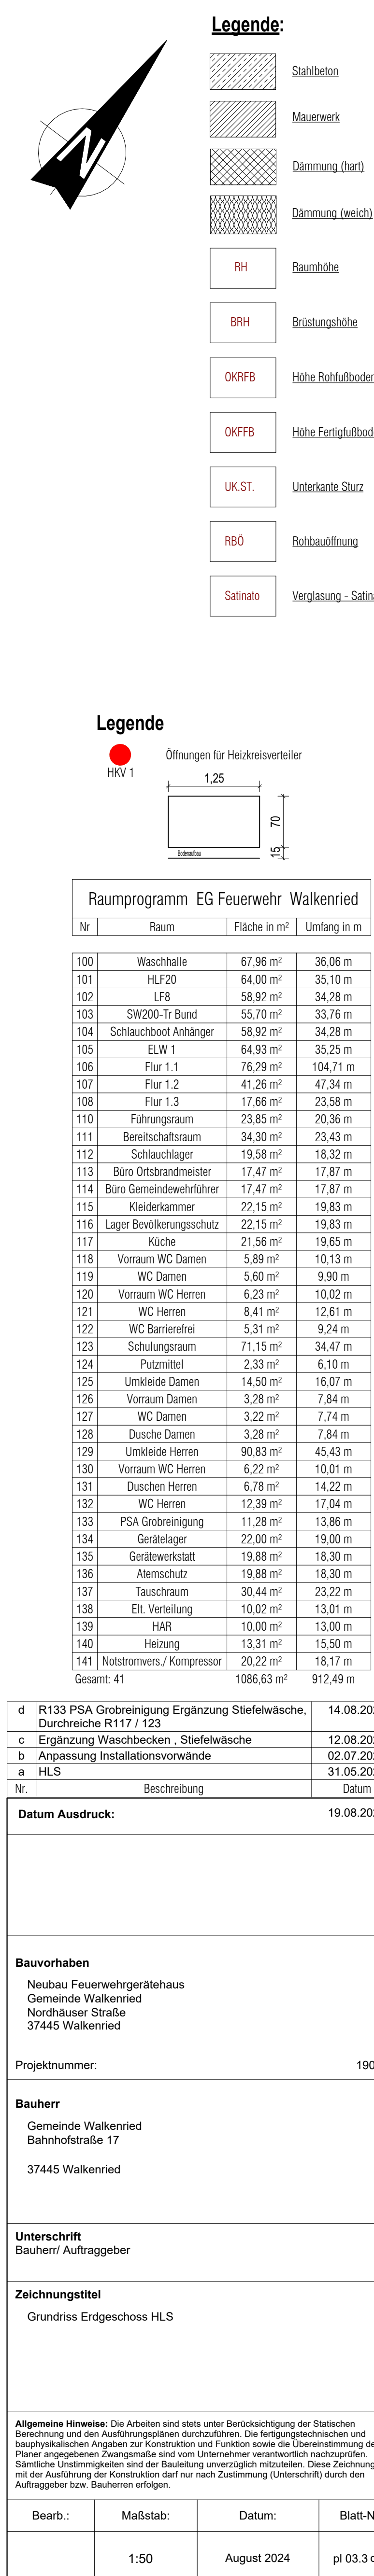 Legende:
N
Stahlbeton
Mauerwerk
Dämmung (hart)
Dämmung (weich)
RH Raumhöhe
BRH Brüstungshöhe
OKRFB Höhe Rohfußboden
OKFFB Höhe Fertigfußbod
UK.ST. Unterkante Sturz
RBÖ Rohbauöffnung
Satinato Verglasung - Satin
Legende
HKV 1
Öffnungen für Heizkreisverteiler
1,25
70
15
Bodenaufbau
Raumprogramm EG Feuerwehr Walkenried
Nr Raum Fläche in m² Umfang in m
100 Waschhalle 67,96 m² 36,06 m
101 HLF20 64,00 m² 35,10 m
102 LF8 58,92 m² 34,28 m
103 SW200-Tr Bund 55,70 m² 33,76 m
104 Schlauchboot Anhänger 58,92 m² 34,28 m
105 ELW 1 64,93 m² 35,25 m
106 Flur 1.1 76,29 m² 104,71 m
107 Flur 1.2 41,26 m² 47,34 m
108 Flur 1.3 17,66 m² 23,58 m
110 Führungsraum 23,85 m² 20,36 m
111 Bereitschaftsraum 34,30 m² 23,43 m
112 Schlauchlager 19,58 m² 18,32 m
113 Büro Ortsbrandmeister 17,47 m² 17,87 m
114 Büro Gemeindewehrführer 17,47 m² 17,87 m
115 Kleiderkammer 22,15 m² 19,83 m
116 Lager Bevölkerungsschutz 22,15 m² 19,83 m
117 Küche 21,56 m² 19,65 m
118 Vorraum WC Damen 5,89 m² 10,13 m
119 WC Damen 5,60 m² 9,90 m
120 Vorraum WC Herren 6,23 m² 10,02 m
121 WC Herren 8,41 m² 12,61 m
122 WC Barrierefrei 5,31 m² 9,24 m
123 Schulungsraum 71,15 m² 34,47 m
124 Putzmittel 2,33 m² 6,10 m
125 Umkleide Damen 14,50 m² 16,07 m
126 Vorraum Damen 3,28 m² 7,84 m
127 WC Damen 3,22 m² 7,74 m
128 Dusche Damen 3,28 m² 7,84 m
129 Umkleide Herren 90,83 m² 45,43 m
130 Vorraum WC Herren 6,22 m² 10,01 m
131 Duschen Herren 6,78 m² 14,22 m
132 WC Herren 12,39 m² 17,04 m
133 PSA Grobreinigung 11,28 m² 13,86 m
134 Gerätelager 22,00 m² 19,00 m
135 Gerätewerkstatt 19,88 m² 18,30 m
136 Atemschutz 19,88 m² 18,30 m
137 Tauschraum 30,44 m² 23,22 m
138 Elt. Verteilung 10,02 m² 13,01 m
139 HAR 10,00 m² 13,00 m
140 Heizung 13,31 m² 15,50 m
141 Notstromvers./ Kompressor 20,22 m² 18,17 m
Gesamt: 41 1086,63 m² 912,49 m
d R133 PSA Grobreinigung Ergänzung Stiefelwäsche, 14.08.20
Durchreiche R117 / 123
c Ergänzung Waschbecken , Stiefelwäsche 12.08.20
b Anpassung Installationsvorwände 02.07.20
a HLS 31.05.20
Nr. Beschreibung Datum
Datum Ausdruck: 19.08.20
Bauvorhaben
Neubau Feuerwehrgerätehaus
Gemeinde Walkenried
Nordhäuser Straße
37445 Walkenried
Projektnummer: 190
Bauherr
Gemeinde Walkenried
Bahnhofstraße 17
37445 Walkenried
Unterschrift
Bauherr/ Auftraggeber
Zeichnungstitel
Grundriss Erdgeschoss HLS
Allgemeine Hinweise: Die Arbeiten sind stets unter Berücksichtigung der Statischen
Berechnung und den Ausführungsplänen durchzuführen. Die fertigungstechnischen und
bauphysikalischen Angaben zur Konstruktion und Funktion sowie die Übereinstimmung de
Planer angegebenen Zwangsmaße sind vom Unternehmer verantwortlich nachzuprüfen.
Sämtliche Unstimmigkeiten sind der Bauleitung unverzüglich mitzuteilen. Diese Zeichnung
mit der Ausführung der Konstruktion darf nur nach Zustimmung (Unterschrift) durch den
Auftraggeber bzw. Bauherren erfolgen.
Bearb.: Maßstab: Datum: Blatt-N
1:50 August 2024 pl 03.3